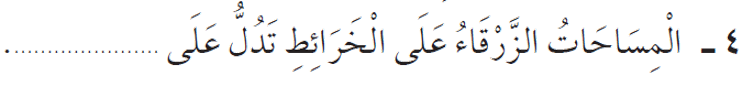 ٤ ـ الْمِسَاحَاتُ الزَّرْقَاءُ عَلَى الْخَرَائِطِ تَدُلُّ عَلَى ......................